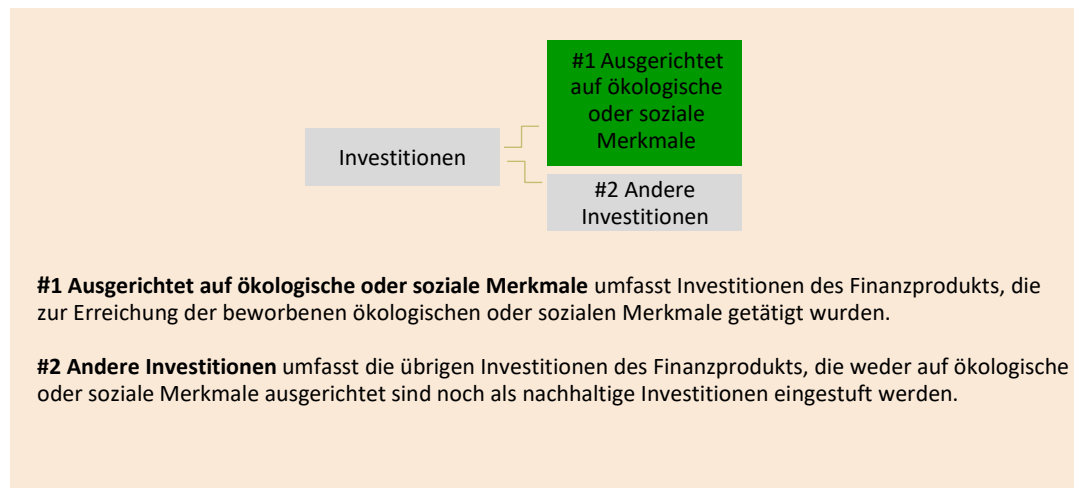 #1 Ausgerichtet
auf ökologische
oder soziale
Merkmale
Investitionen
#2 Andere
Investitionen
#1 Ausgerichtet auf ökologische oder soziale Merkmale umfasst Investitionen des Finanzprodukts, die
zur Erreichung der beworbenen ökologischen oder sozialen Merkmale getätigt wurden.
#2 Andere Investitionen umfasst die übrigen Investitionen des Finanzprodukts, die weder auf ökologische
oder soziale Merkmale ausgerichtet sind noch als nachhaltige Investitionen eingestuft werden.